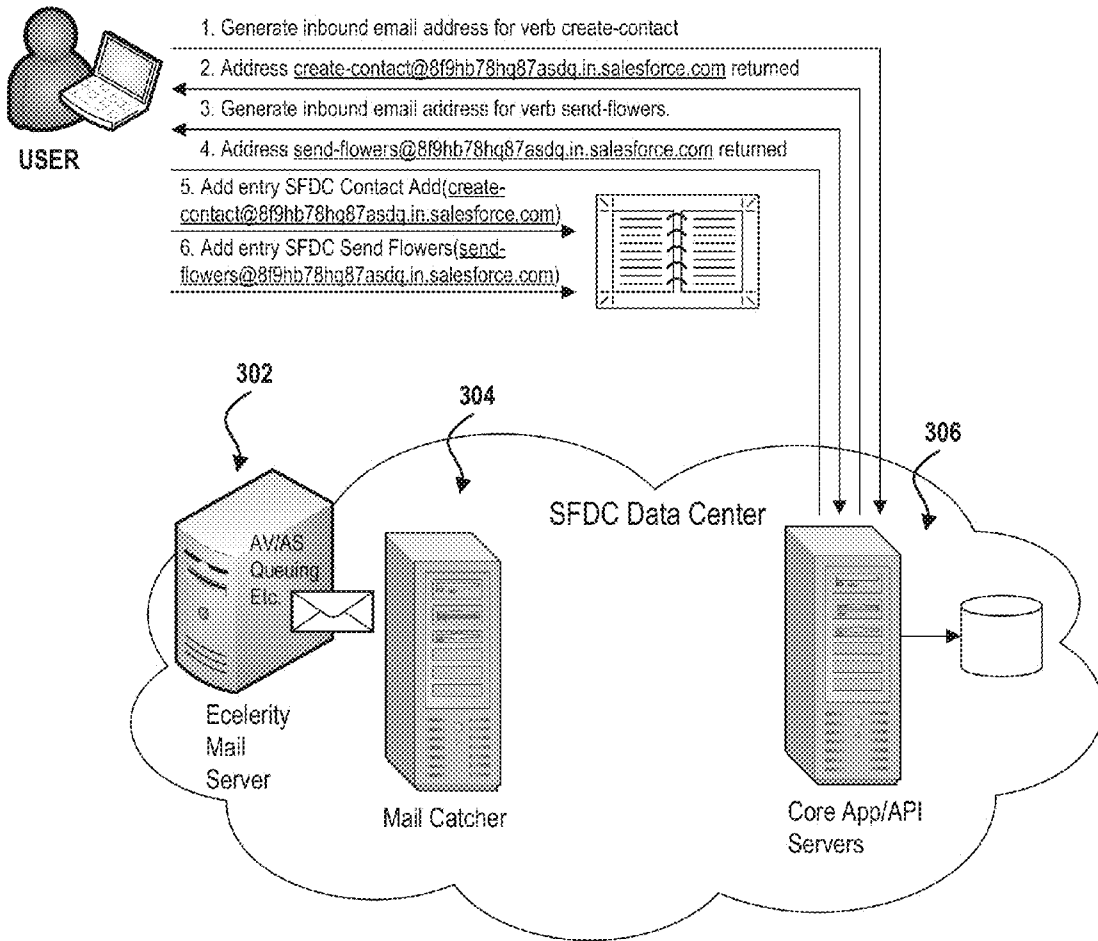 1. Generate inbound email address for verb create-contact
2. Address create-contact@8f9hb78hq87asdq.in.salesforce.com returned
3. Generate inbound email address for verb send-flowers.
4. Address send-flowers@8f9hb78hq87asdq.in.salesforce.com returned
USER
5. Add entry SFDC Contact Add(create-
contact@8f9hb78hq87asdq.in.salesforce.com)
6. Add entry SFDC Send Flowers(send-
flowers@8f9hb78hq87asdq.in.salesforce.com)
302
304
306
SFDC Data Center
AV/AS
Queuing
Etc.
Ecelerity
Mail
Server
Mail Catcher
Core App/API
Servers